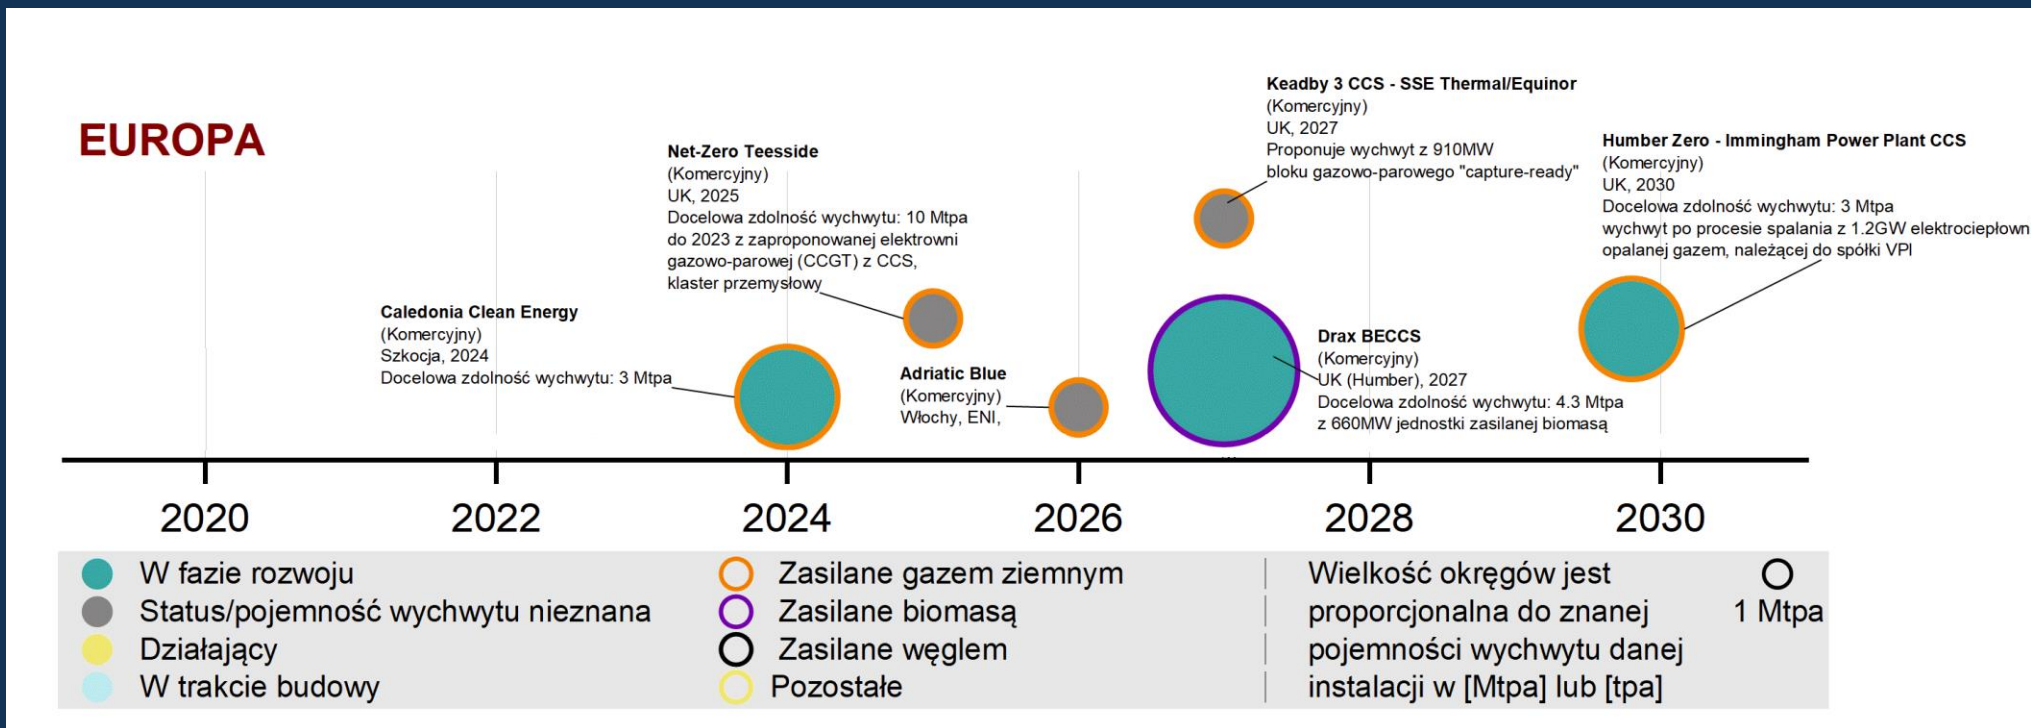 EUROPA
Caledonia Clean Energy
(Komercyjny)
Szkocja, 2024
Docelowa zdolność wychwytu: 3 Mtpa
Net-Zero Teesside
(Komercyjny)
UK, 2025
Docelowa zdolność wychwytu: 10 Mtpa
do 2023 z zaproponowanej elektrowni
gazowo-parowej (CCGT) z CCS,
klaster przemysłowy
Adriatic Blue
(Komercyjny)
Włochy, ENI,
Keadby 3 CCS - SSE Thermal/Equinor
(Komercyjny)
UK, 2027
Proponuje wychwyt z 910MW
bloku gazowo-parowego "capture-ready"
Drax BECCS
(Komercyjny)
UK (Humber), 2027
Docelowa zdolność wychwytu: 4.3 Mtpa
z 660MW jednostki zasilanej biomasą
Humber Zero - Immingham Power Plant CCS
(Komercyjny)
UK, 2030
Docelowa zdolność wychwytu: 3 Mtpa
wychwyt po procesie spalania z 1.2GW elektrociepłown
opalanej gazem, należącej do spółki VPI
2020 2022 2024 2026 2028 2030
W fazie rozwoju
Status/pojemność wychwytu nieznana
Działający
W trakcie budowy
Zasilane gazem ziemnym
Zasilane biomasą
Zasilane węglem
Pozostałe
Wielkość okręgów jest
proporcjonalna do znanej
pojemności wychwytu danej
instalacji w [Mtpa] lub [tpa]
1 Mtpa